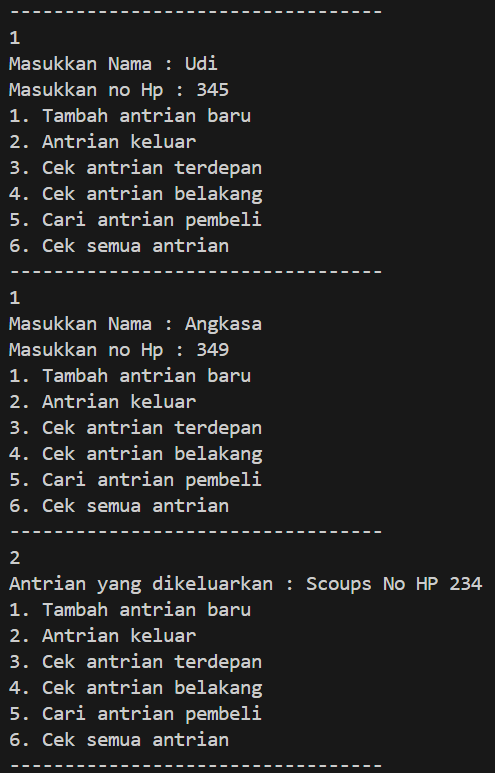 ----------------------------------
1
Masukkan Nama : Udi
Masukkan no Hp : 345
1. Tambah antrian baru
2. Antrian keluar
3. Cek antrian terdepan
4. Cek antrian belakang
5. Cari antrian pembeli
6. Cek semua antrian
----------------------------------
1
Masukkan Nama : Angkasa
Masukkan no Hp : 349
1. Tambah antrian baru
2. Antrian keluar
3. Cek antrian terdepan
4. Cek antrian belakang
5. Cari antrian pembeli
6. Cek semua antrian
----------------------------------
2
Antrian yang dikeluarkan : Scoups No HP 234
1. Tambah antrian baru
2. Antrian keluar
3. Cek antrian terdepan
4. Cek antrian belakang
5. Cari antrian pembeli
6. Cek semua antrian
----------------------------------